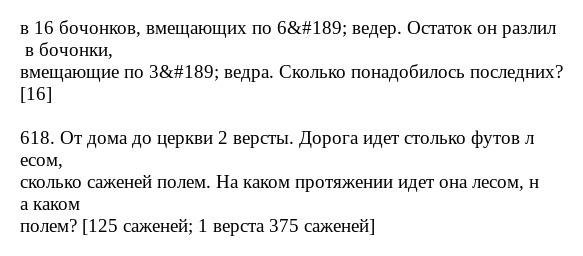 в 16 бочонков, вмещающих по 6&#189; ведер. Остаток он разлил
в бочонки,
вмещающие по 3&#189; ведра. Сколько понадобилось последних?
[16]
618. От дома до церкви 2 версты. Дорога идет столько футов л
есом,
сколько саженей полем. На каком протяжении идет она лесом, н
а каком
полем? [125 саженей; 1 верста 375 саженей]